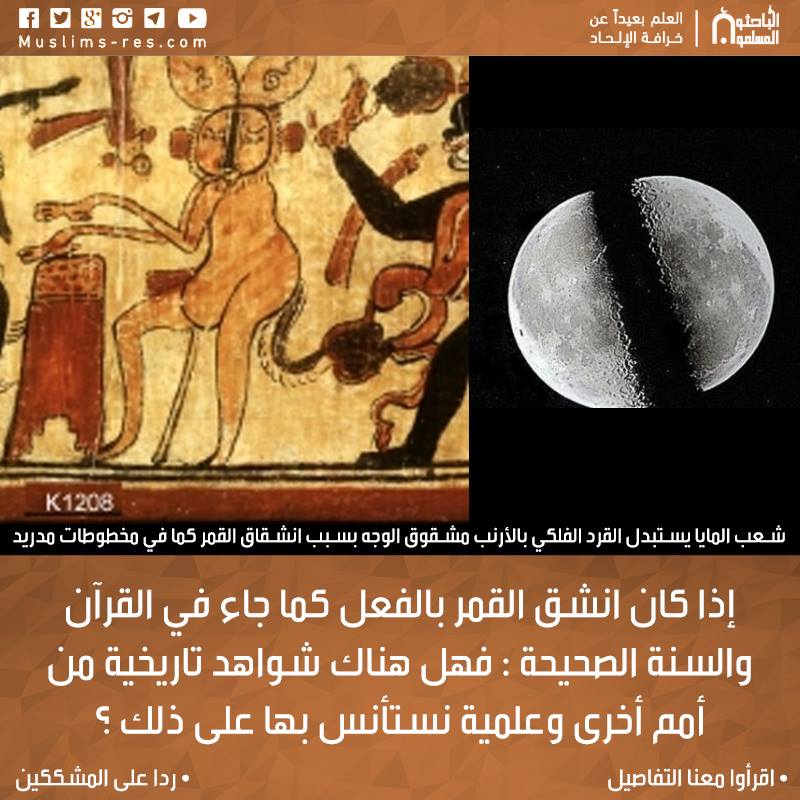 Muslims-res.com
العلم بعيداً عن
خرافة الإلحاد
الباحثون
المسلمون
K1208
شعب المايا يستبدل القرد الفلكي بالأرنب مشقوق الوجه بسبب انشقاق القمر كما في مخطوطات مدريد
إذا كان انشق القمر بالفعل كما جاء في القرآن
والسنة الصحيحة : فهل هناك شواهد تاريخية من
أمم أخرى وعلمية نستأنس بها على ذلك ؟
• اقرأوا معنا التفاصيل
• ردا على المشككين